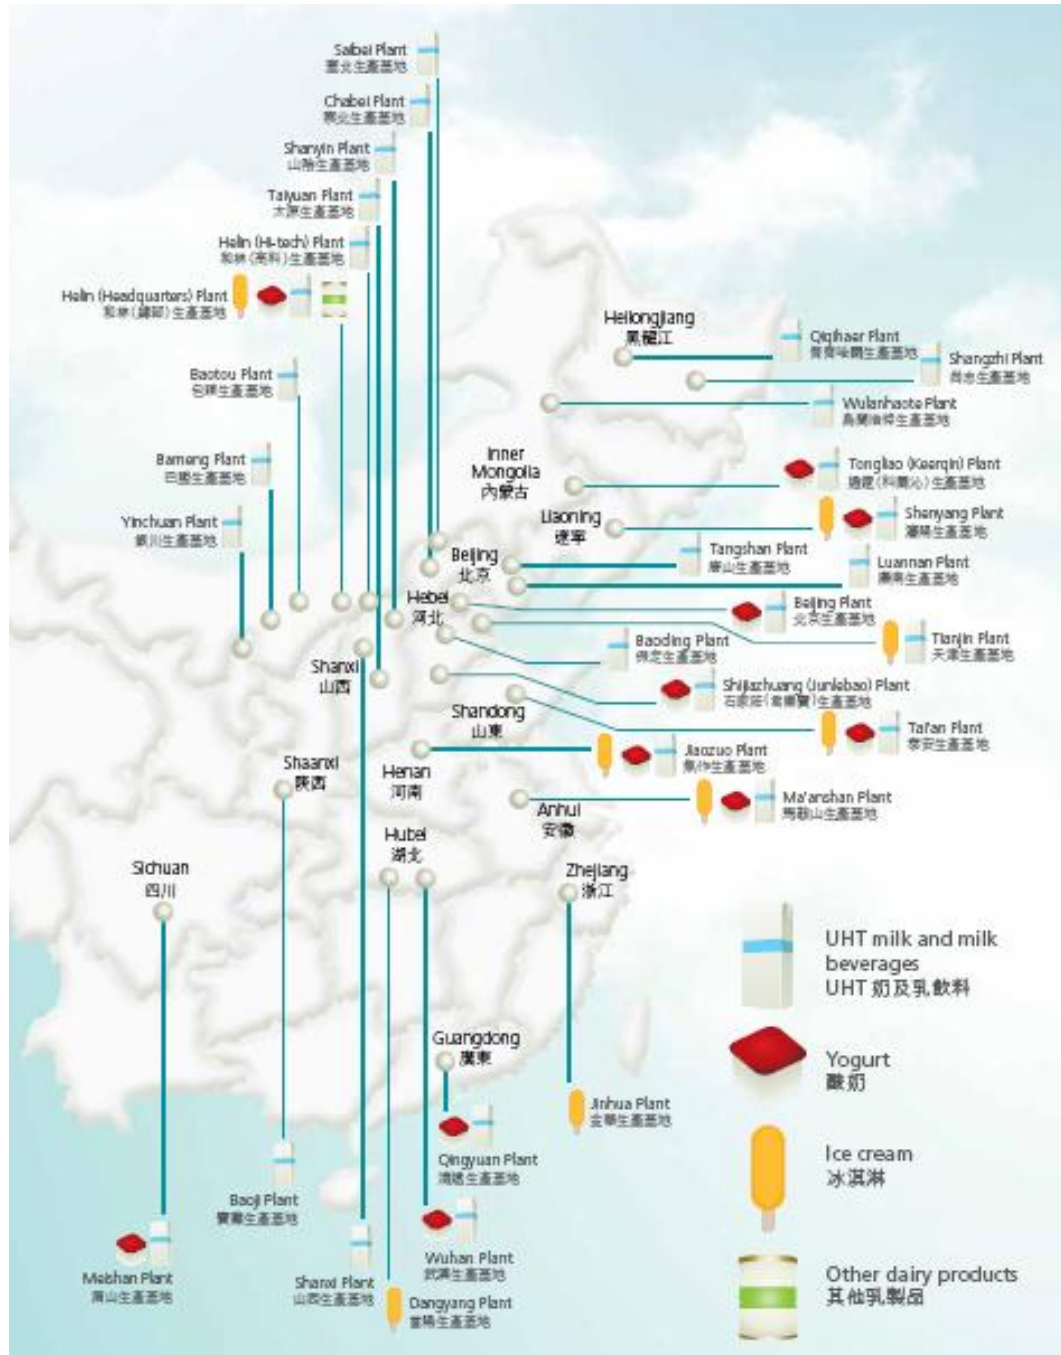 Saibei Plant
塞北生產基地
Chabei Plant
察北生產基地
Shanyin Plant
山陰生產基地
Taiyuan Plant
太原生產基地
Helin (Hi-tech) Plant
和林(高科)生產基地
Helin (Headquarters) Plant
和林(總部)生產基地
Baotou Plant
包頭生產基地
Bameng Plant
巴盟生產基地
Yinchuan Plant
銀川生產基地
Heilongjiang
黑龍江
Qiqihaer Plant
齊齊哈爾生產基地
Shangzhi Plant
尚志生產基地
Wulanhaote Plant
烏蘭浩特生產基地
Inner
Mongolia
內蒙古
Tongliao (Keerqin) Plant
通遼(科爾沁)生產基地
Liaoning
遼寧
Shenyang Plant
瀋陽生產基地
Beijing
北京
Tangshan Plant
唐山生產基地
Luannan Plant
灤南生產基地
Hebei
河北
Beijing Plant
北京生產基地
Tianjin Plant
天津生產基地
Baoding Plant
保定生產基地
Shanxi
山西
Shijiazhuang (Junlebao) Plant
石家莊(君樂寶)生產基地
Shandong
山東
Tai'an Plant
泰安生產基地
Henan
河南
Jiaozuo Plant
焦作生產基地
Shaanxi
陝西
Anhui
安徽
Ma'anshan Plant
馬鞍山生產基地
Hubei
湖北
Sichuan
四川
Zhejiang
浙江
UHT milk and milk
beverages
UHT 奶及乳飲料
Guangdong
廣東
Yogurt
酸奶
Jinhua Plant
金華生產基地
Qingyuan Plant
清遠生產基地
Ice cream
冰淇淋
Baoji Plant
寶雞生產基地
Wuhan Plant
武漢生產基地
Meishan Plant
眉山生產基地
Shanxi Plant
山西生產基地
Dangyang Plant
當陽生產基地
Other dairy products
其他乳製品